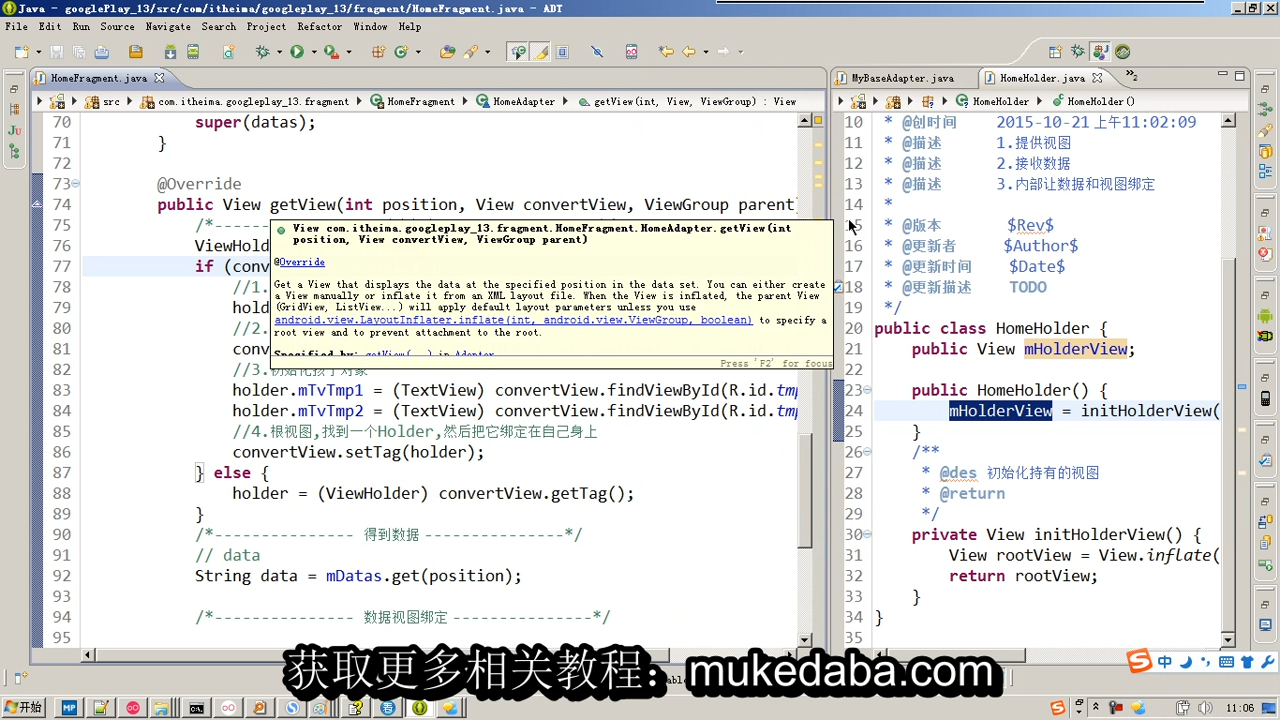 Java - googlePlay_13/src/com/itheima/googleplay_13/fragment/HomeFragment.java - ADT
File Edit Run Source Navigate Search Project Refactor Window Help
HomeFragment.java
src com.itheima.googleplay_13.fragment HomeFragment HomeAdapter getView(int, View, ViewGroup) : View
70 super(datas);
71 }
72
73 @Override
74 public View getView(int position, View convertView, ViewGroup parent)
75 /*-
76 ViewHol
77 if (conv
78 //1.
79 hold
80 //2.
81 conv
82 //3.初始化孩子对象
83 holder.mTvTmp1 = (TextView) convertView.findViewById(R.id.tmp
84 holder.mTvTmp2 = (TextView) convertView.findViewById(R.id.tmp
85 //4.根视图,找到一个Holder,然后把它绑定在自己身上
86 convertView.setTag(holder);
87 } else {
88 holder = (ViewHolder) convertView.getTag();
89 }
90 /*--------------- 得到数据 ---------------*/
91 // data
92 String data = mDatas.get(position);
93
94 /*--------------- 数据视图绑定 ---------------*/
95
View com.itheima.googleplay_13.fragment.HomeFragment.HomeAdapter.getView(int
position, View convertView, ViewGroup parent)
@Override
Get a View that displays the data at the specified position in the data set. You can either create
a View manually or inflate it from an XML layout file. When the View is inflated, the parent View
(GridView, ListView...) will apply default layout parameters unless you use
android.view.LayoutInflater.inflate(int, android.view.ViewGroup, boolean) to specify a
root view and to prevent attachment to the root.
Specified by: getView(...) in Adapter
Press 'F2' for focus
MyBaseAdapter.java HomeHolder.java »2
HomeHolder HomeHolder()
10 * @创时间 2015-10-21 上午11:02:09
11 * @描述 1.提供视图
12 * @描述 2.接收数据
13 * @描述 3.内部让数据和视图绑定
14 *
15 * @版本 $Rev$
16 * @更新者 $Author$
17 * @更新时间 $Date$
18 * @更新描述 TODO
19 */
20 public class HomeHolder {
21 public View mHolderView;
22
23 public HomeHolder() {
24 mHolderView = initHolderView(
25 }
26 /**
27 * @des 初始化持有的视图
28 * @return
29 */
30 private View initHolderView() {
31 View rootView = View.inflate(
32 return rootView;
33 }
34 }
35
获取更多相关教程：mukedaba.com
中
开始
11:06